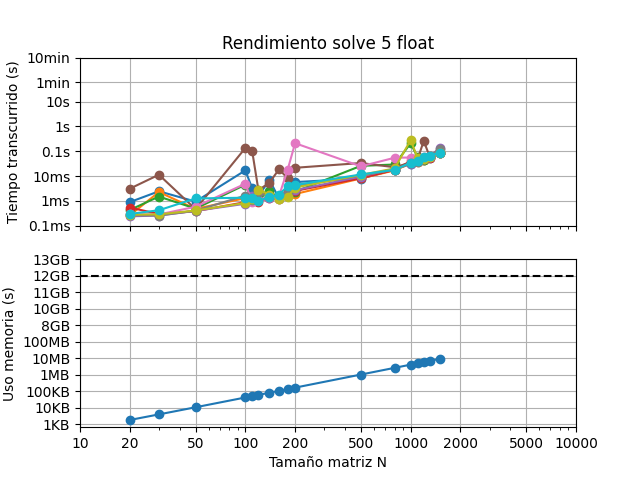 Rendimiento solve 5 float
Tiempo transcurrido (s)
10min
1min
10s
1s
0.1s
10ms
1ms
0.1ms
Uso memoria (s)
13GB
12GB
11GB
10GB
8GB
100MB
10MB
1MB
100KB
10KB
1KB
10 20 50 100 200 500 1000 2000 5000 10000
Tamaño matriz N